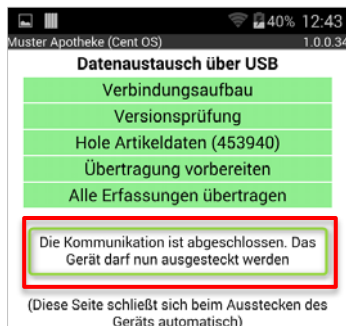 40% 12:43
Muster Apotheke (Cent OS) 1.0.0.34
Datenaustausch über USB
Verbindungsaufbau
Versionsprüfung
Hole Artikeldaten (453940)
Übertragung vorbereiten
Alle Erfassungen übertragen
Die Kommunikation ist abgeschlossen. Das
Gerät darf nun ausgesteckt werden
(Diese Seite schließt sich beim Ausstecken des
Geräts automatisch)